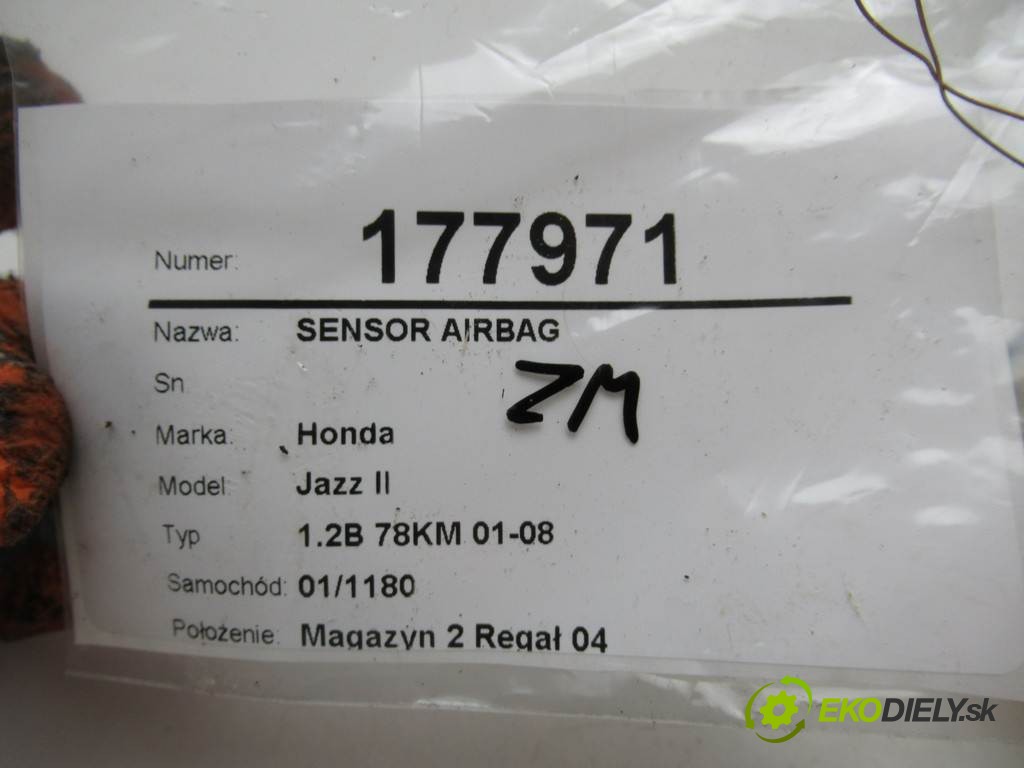 Numer: 177971
Nazwa: SENSOR AIRBAG
ZM
Sn
Marka: Honda
Model: Jazz II
Typ 1.2B 78KM 01-08
Samochód: 01/1180
Położenie: Magazyn 2 Regał 04
EKODIELY.sk